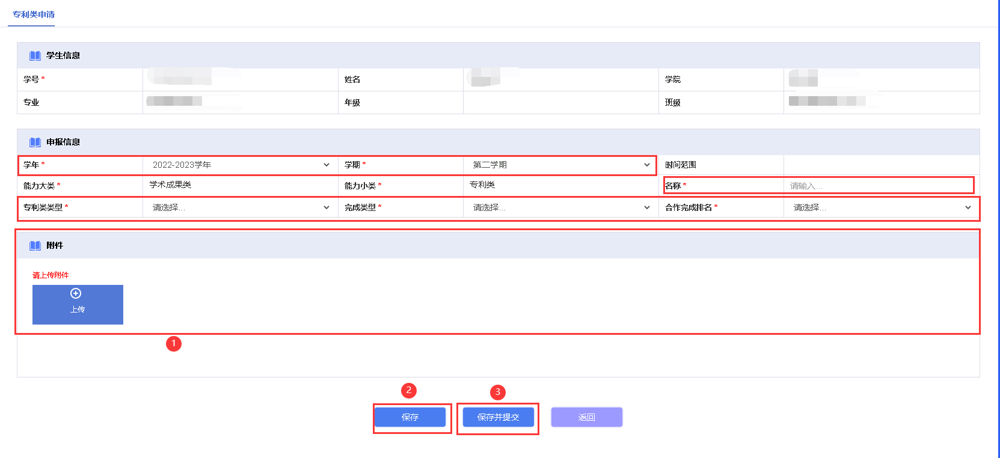 专利类申请
学生信息
学号 * 姓名 学院
专业 年级 班级
申报信息
学年 * 2022-2023学年 学期 * 第二学期 时间范围
能力大类 * 学术成果类 能力小类 * 专利类 名称 * 请输入...
专利类类型 * 请选择... 完成类型 * 请选择... 合作完成排名 * 请选择...
附件
请上传附件
上传
1
2 3
保存 保存并提交 返回